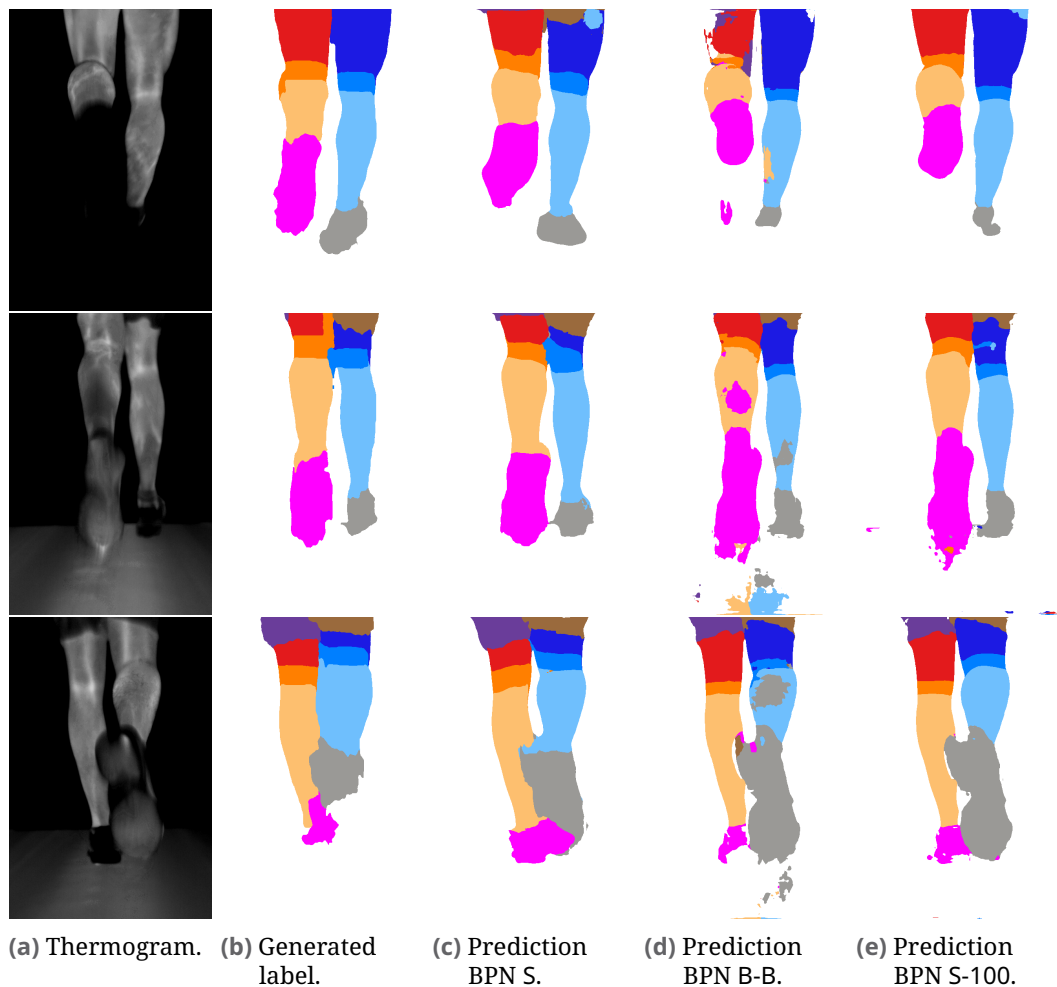 (a) Thermogram.
(b) Generated
label.
(c) Prediction
BPN S.
(d) Prediction
BPN B-B.
(e) Prediction
BPN S-100.